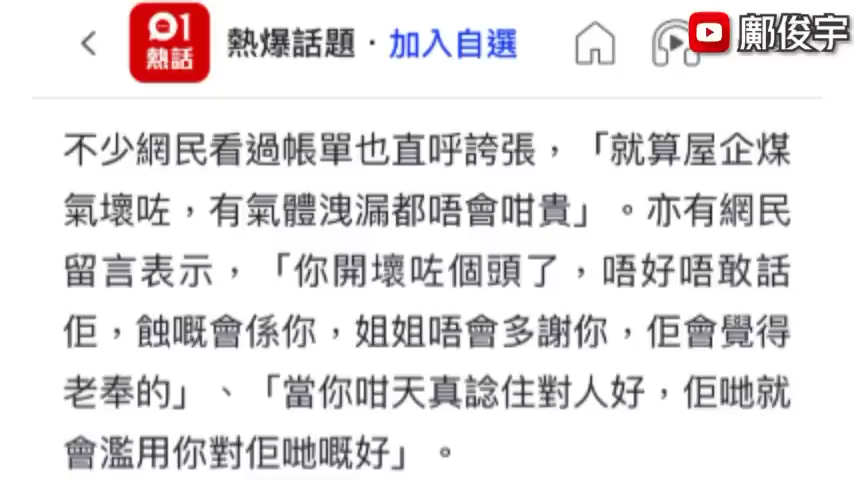 01
熱話
熱爆話題·加入自選
鄺俊宇
不少網民看過帳單也直呼誇張，「就算屋企煤
氣壞咗，有氣體洩漏都唔會咁貴」。亦有網民
留言表示，「你開壞咗個頭了，唔好唔敢話
佢，蝕嘅會係你，姐姐唔會多謝你，佢會覺得
老奉的」、「當你咁天真諗住對人好，佢哋就
會濫用你對佢哋嘅好」。